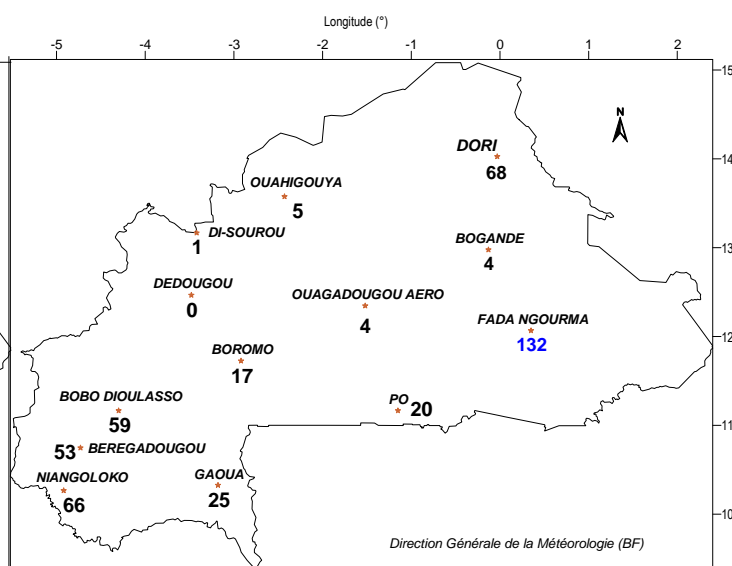 Longitude (°)
-5 -4 -3 -2 -1 0 1 2
15
N
DORI
14
68
OUAHIGOUYA
5
DI-SOUROU
1
BOGANDE
13
4
DEDOUGOU
0
OUAGADOUGOU AERO
4
FADA NGOURMA
132
12
BOROMO
17
BOBO DIOULASSO
59
PO 20
11
53 BEREGADOUGOU
NIANGOLOKO
66
GAOUA
25
10
Direction Générale de la Météorologie (BF)